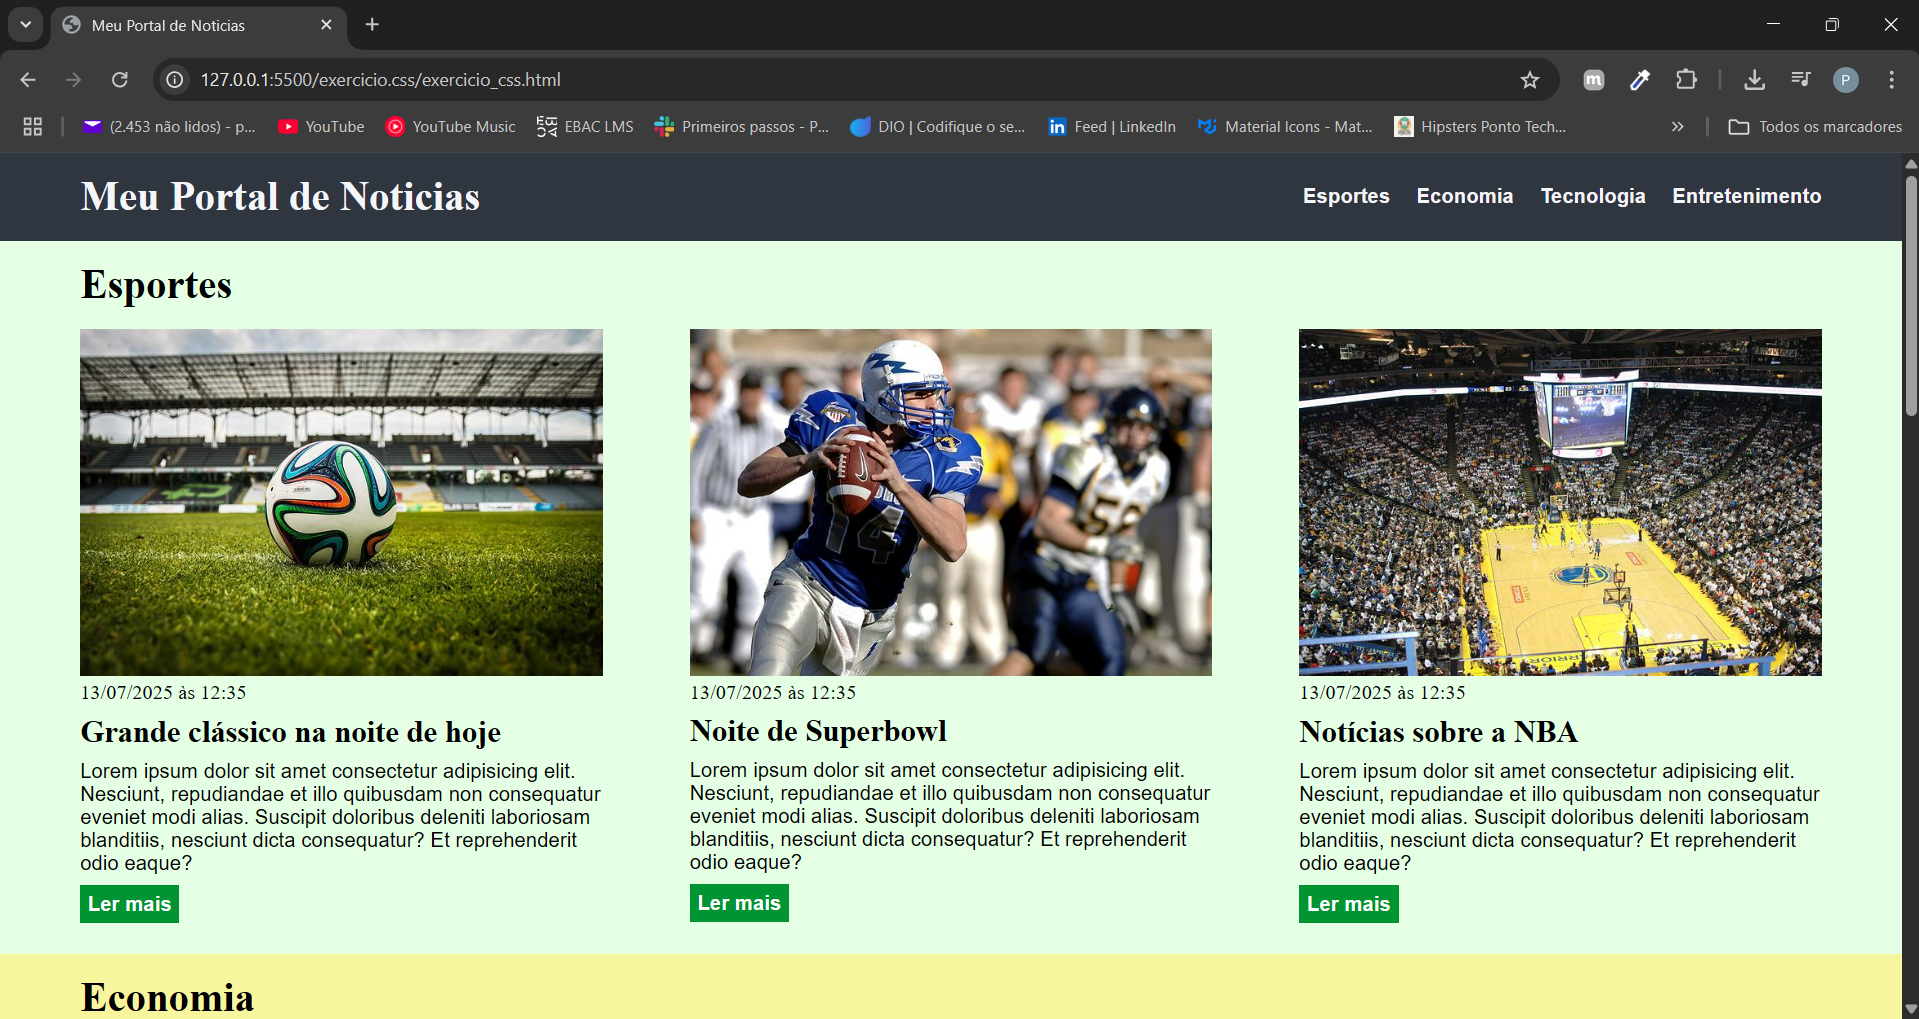 Meu Portal de Noticias
127.0.0.1:5500/exercicio.css/exercicio_css.html
P
(2.453 não lidos) - p...
YouTube
YouTube Music
EBAC LMS
Primeiros passos - P...
DIO | Codifique o se...
Feed | LinkedIn
Material Icons - Mat...
Hipsters Ponto Tech...
Todos os marcadores
Meu Portal de Noticias
Esportes Economia Tecnologia Entretenimento
Esportes
13/07/2025 às 12:35
Grande clássico na noite de hoje
Lorem ipsum dolor sit amet consectetur adipisicing elit.
Nesciunt, repudiandae et illo quibusdam non consequatur
eveniet modi alias. Suscipit doloribus deleniti laboriosam
blanditiis, nesciunt dicta consequatur? Et reprehenderit
odio eaque?
Ler mais
14
13/07/2025 às 12:35
Noite de Superbowl
Lorem ipsum dolor sit amet consectetur adipisicing elit.
Nesciunt, repudiandae et illo quibusdam non consequatur
eveniet modi alias. Suscipit doloribus deleniti laboriosam
blanditiis, nesciunt dicta consequatur? Et reprehenderit
odio eaque?
Ler mais
13/07/2025 às 12:35
Notícias sobre a NBA
Lorem ipsum dolor sit amet consectetur adipisicing elit.
Nesciunt, repudiandae et illo quibusdam non consequatur
eveniet modi alias. Suscipit doloribus deleniti laboriosam
blanditiis, nesciunt dicta consequatur? Et reprehenderit
odio eaque?
Ler mais
Economia